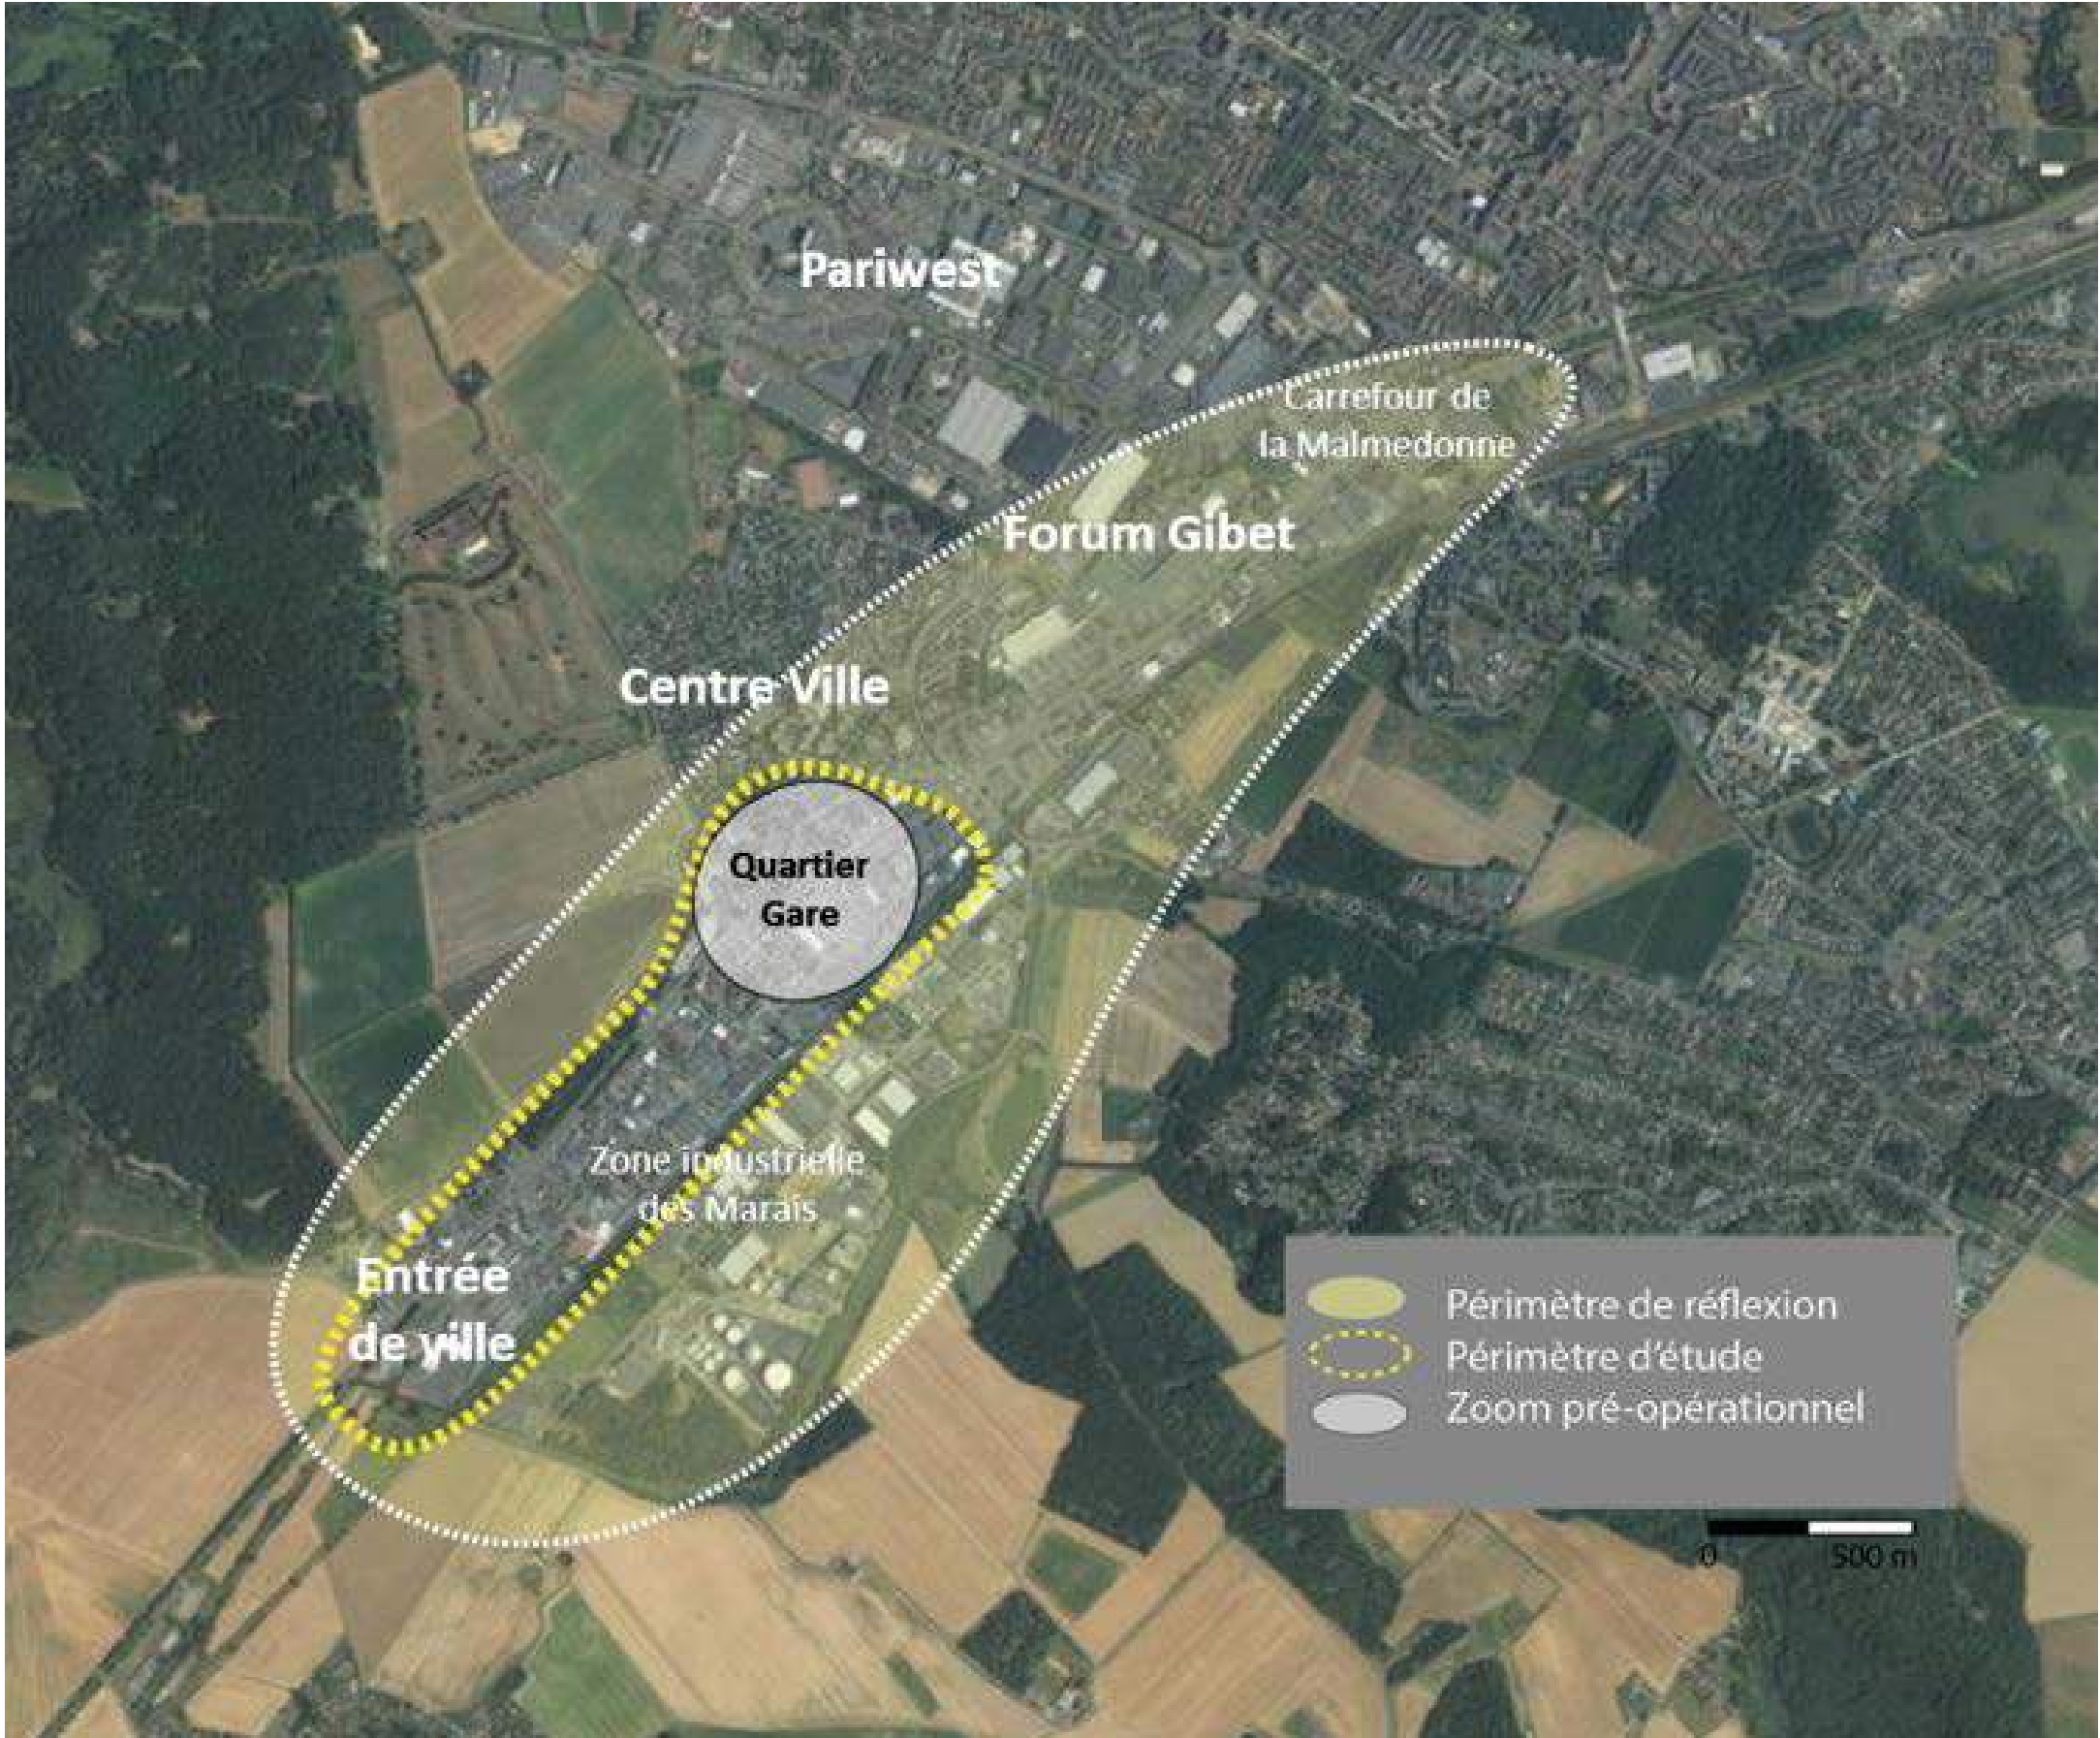 Pariwest
Carrefour de
la Malmedonne
Forum Gibet
Centre Ville
Quartier
Gare
Zone industrielle
des Marais
Entrée
de ville
Périmètre de réflexion
Périmètre d'étude
Zoom pré-opérationnel
0 500 m